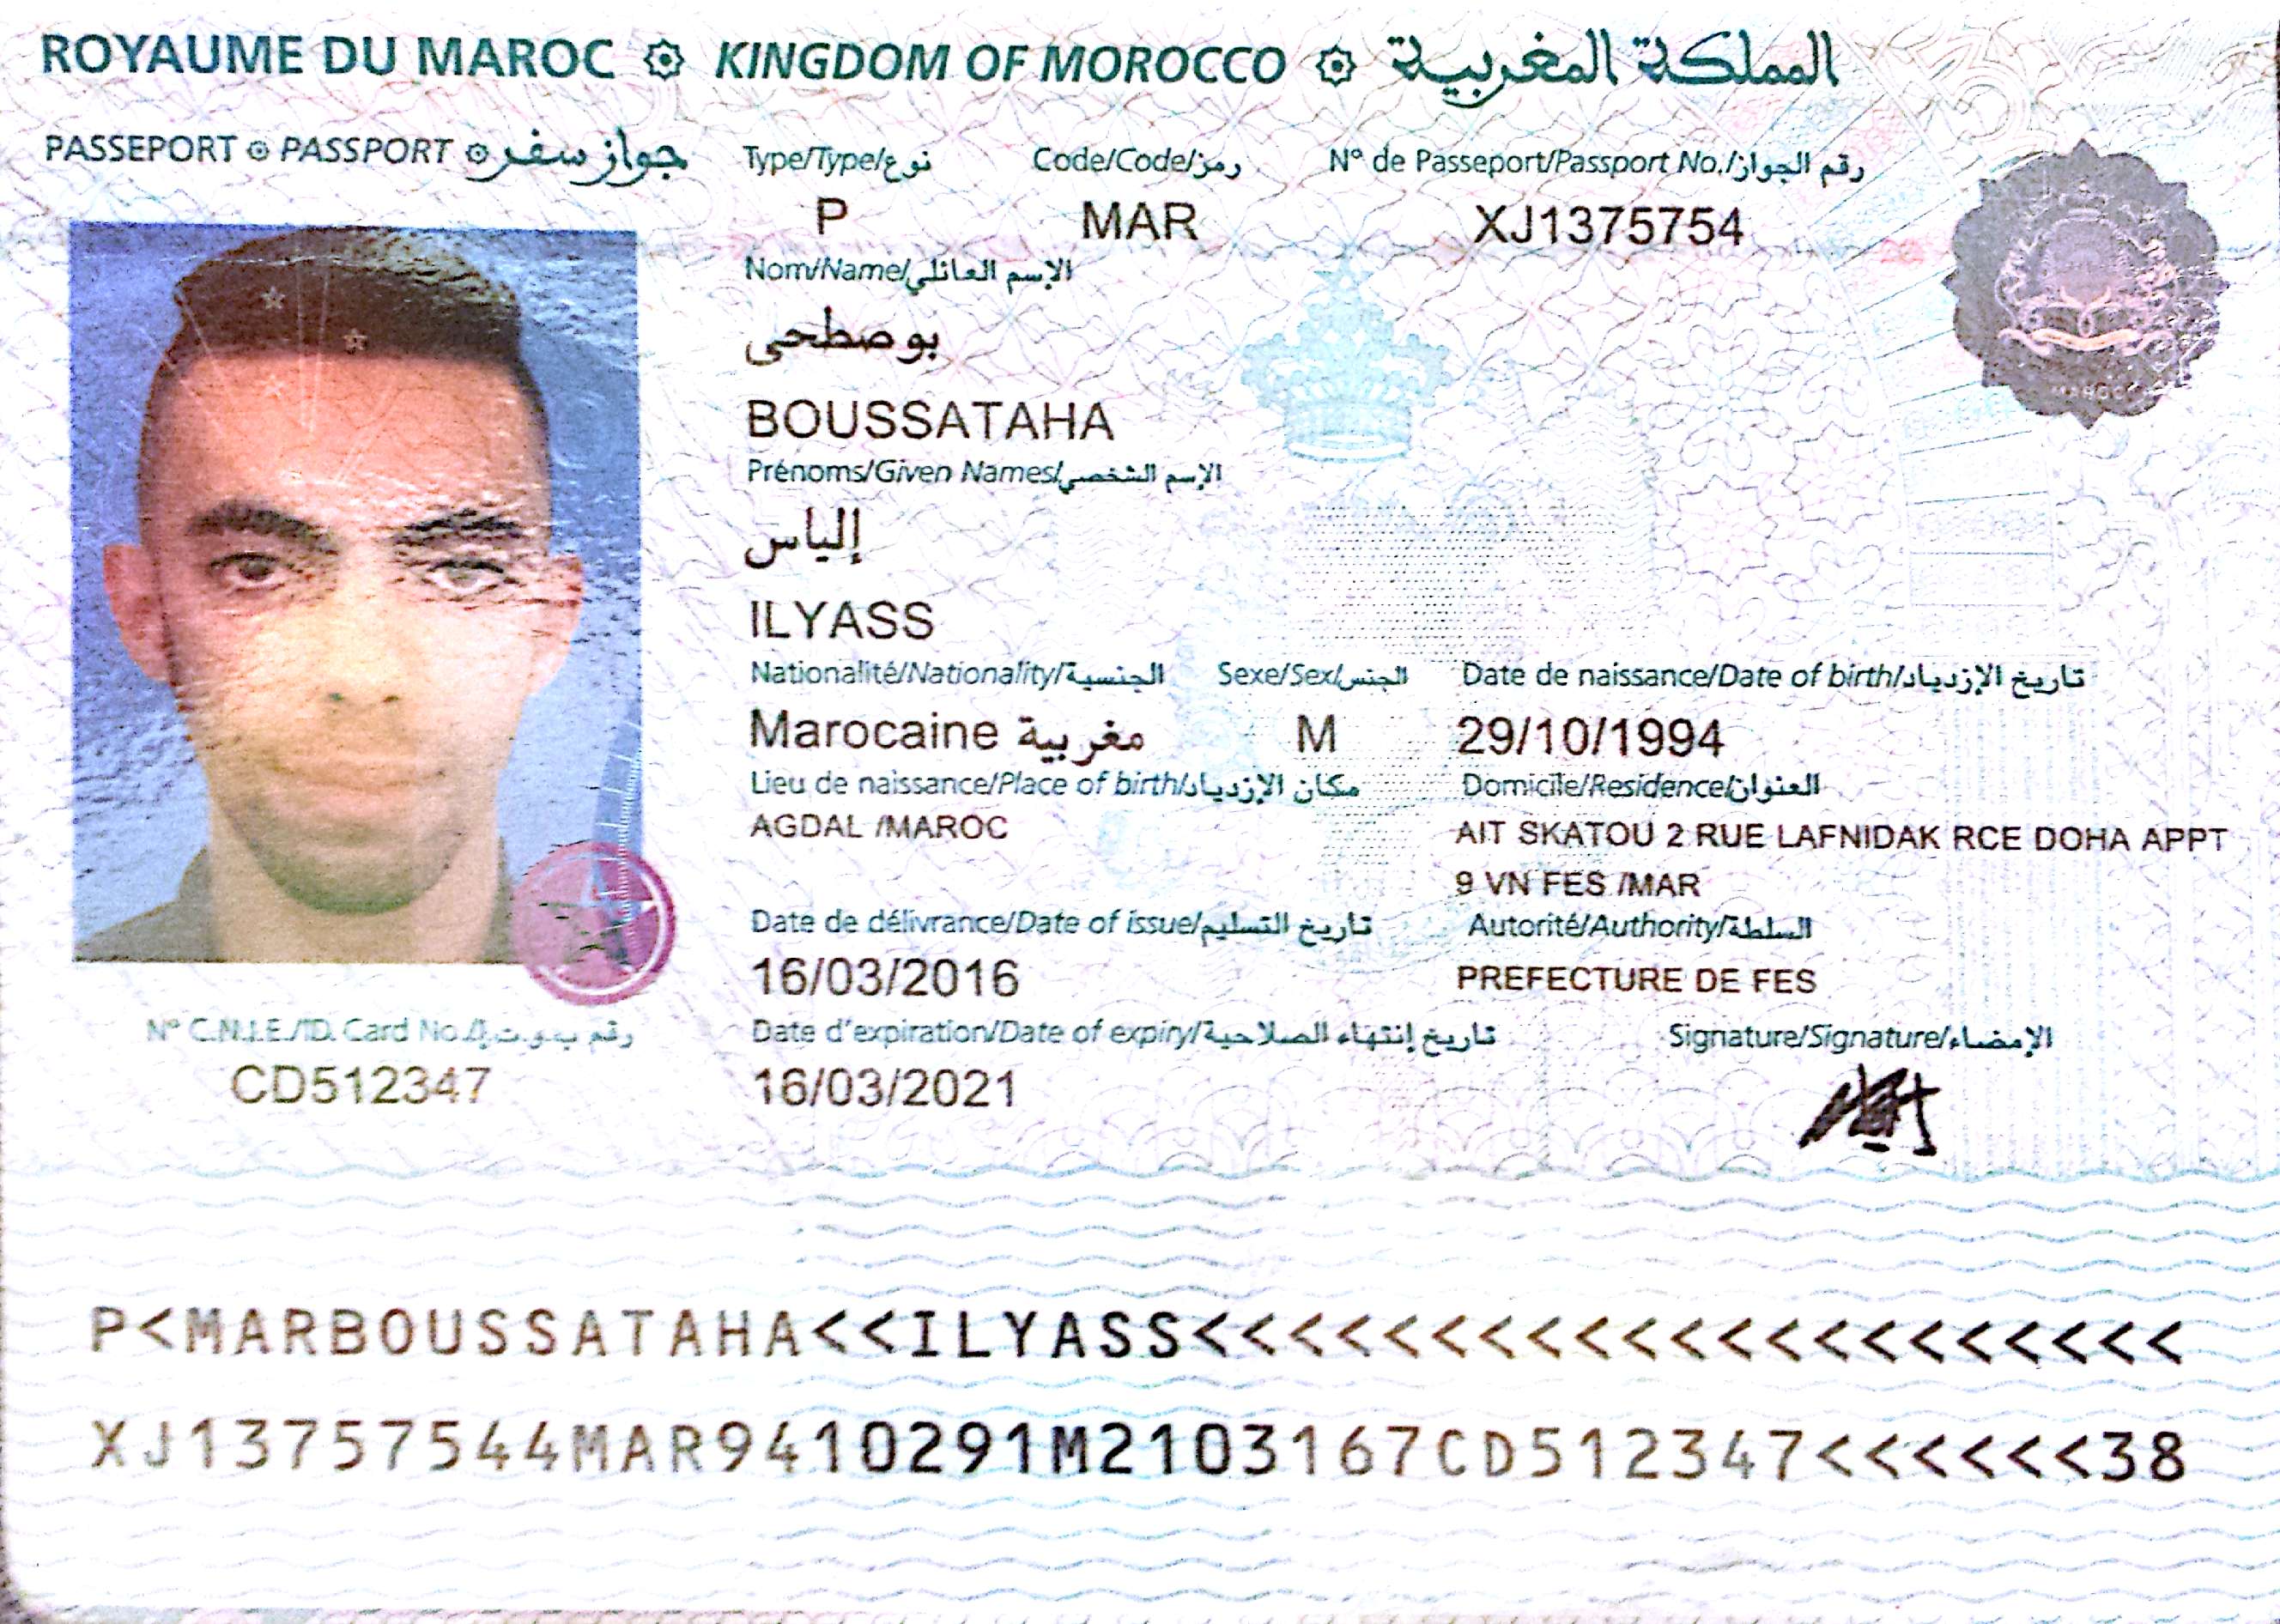 ROYAUME DU MAROC KINGDOM OF MOROCCO المملكة المغربية
PASSEPORT PASSPORT جواز سفر
Type/Type/نوع Code/Code/رمز N° de Passeport/Passport No./رقم الجواز
P MAR XJ1375754
Nom/Name/الإسم العائلي
بوصطحى
BOUSSATAHA
Prénoms/Given Names/الإسم الشخصي
إلياس
ILYASS
Nationalité/Nationality/الجنسية Sexe/Sex/الجنس Date de naissance/Date of birth/تاريخ الإزدياد
Marocaine مغربية M 29/10/1994
Lieu de naissance/Place of birth/مكان الإزدياد Domicile/Residence/العنوان
AGDAL /MAROC AIT SKATOU 2 RUE LAFNIDAK RCE DOHA APPT
9 VN FES /MAR
Date de délivrance/Date of issue/تاريخ التسليم Autorité/Authority/السلطة
16/03/2016 PREFECTURE DE FES
N° C.N.I.E./ID. Card No./رقم ب.و.ت.إ Date d'expiration/Date of expiry/تاريخ إنتهاء الصلاحية Signature/Signature/الإمضاء
CD512347 16/03/2021
MAROC
P<MARBOUSSATAHA<<ILYASS<<<<<<<<<<<<<<<<<<<<<
XJ13757544MAR9410291M2103167CD512347<<<<<<38